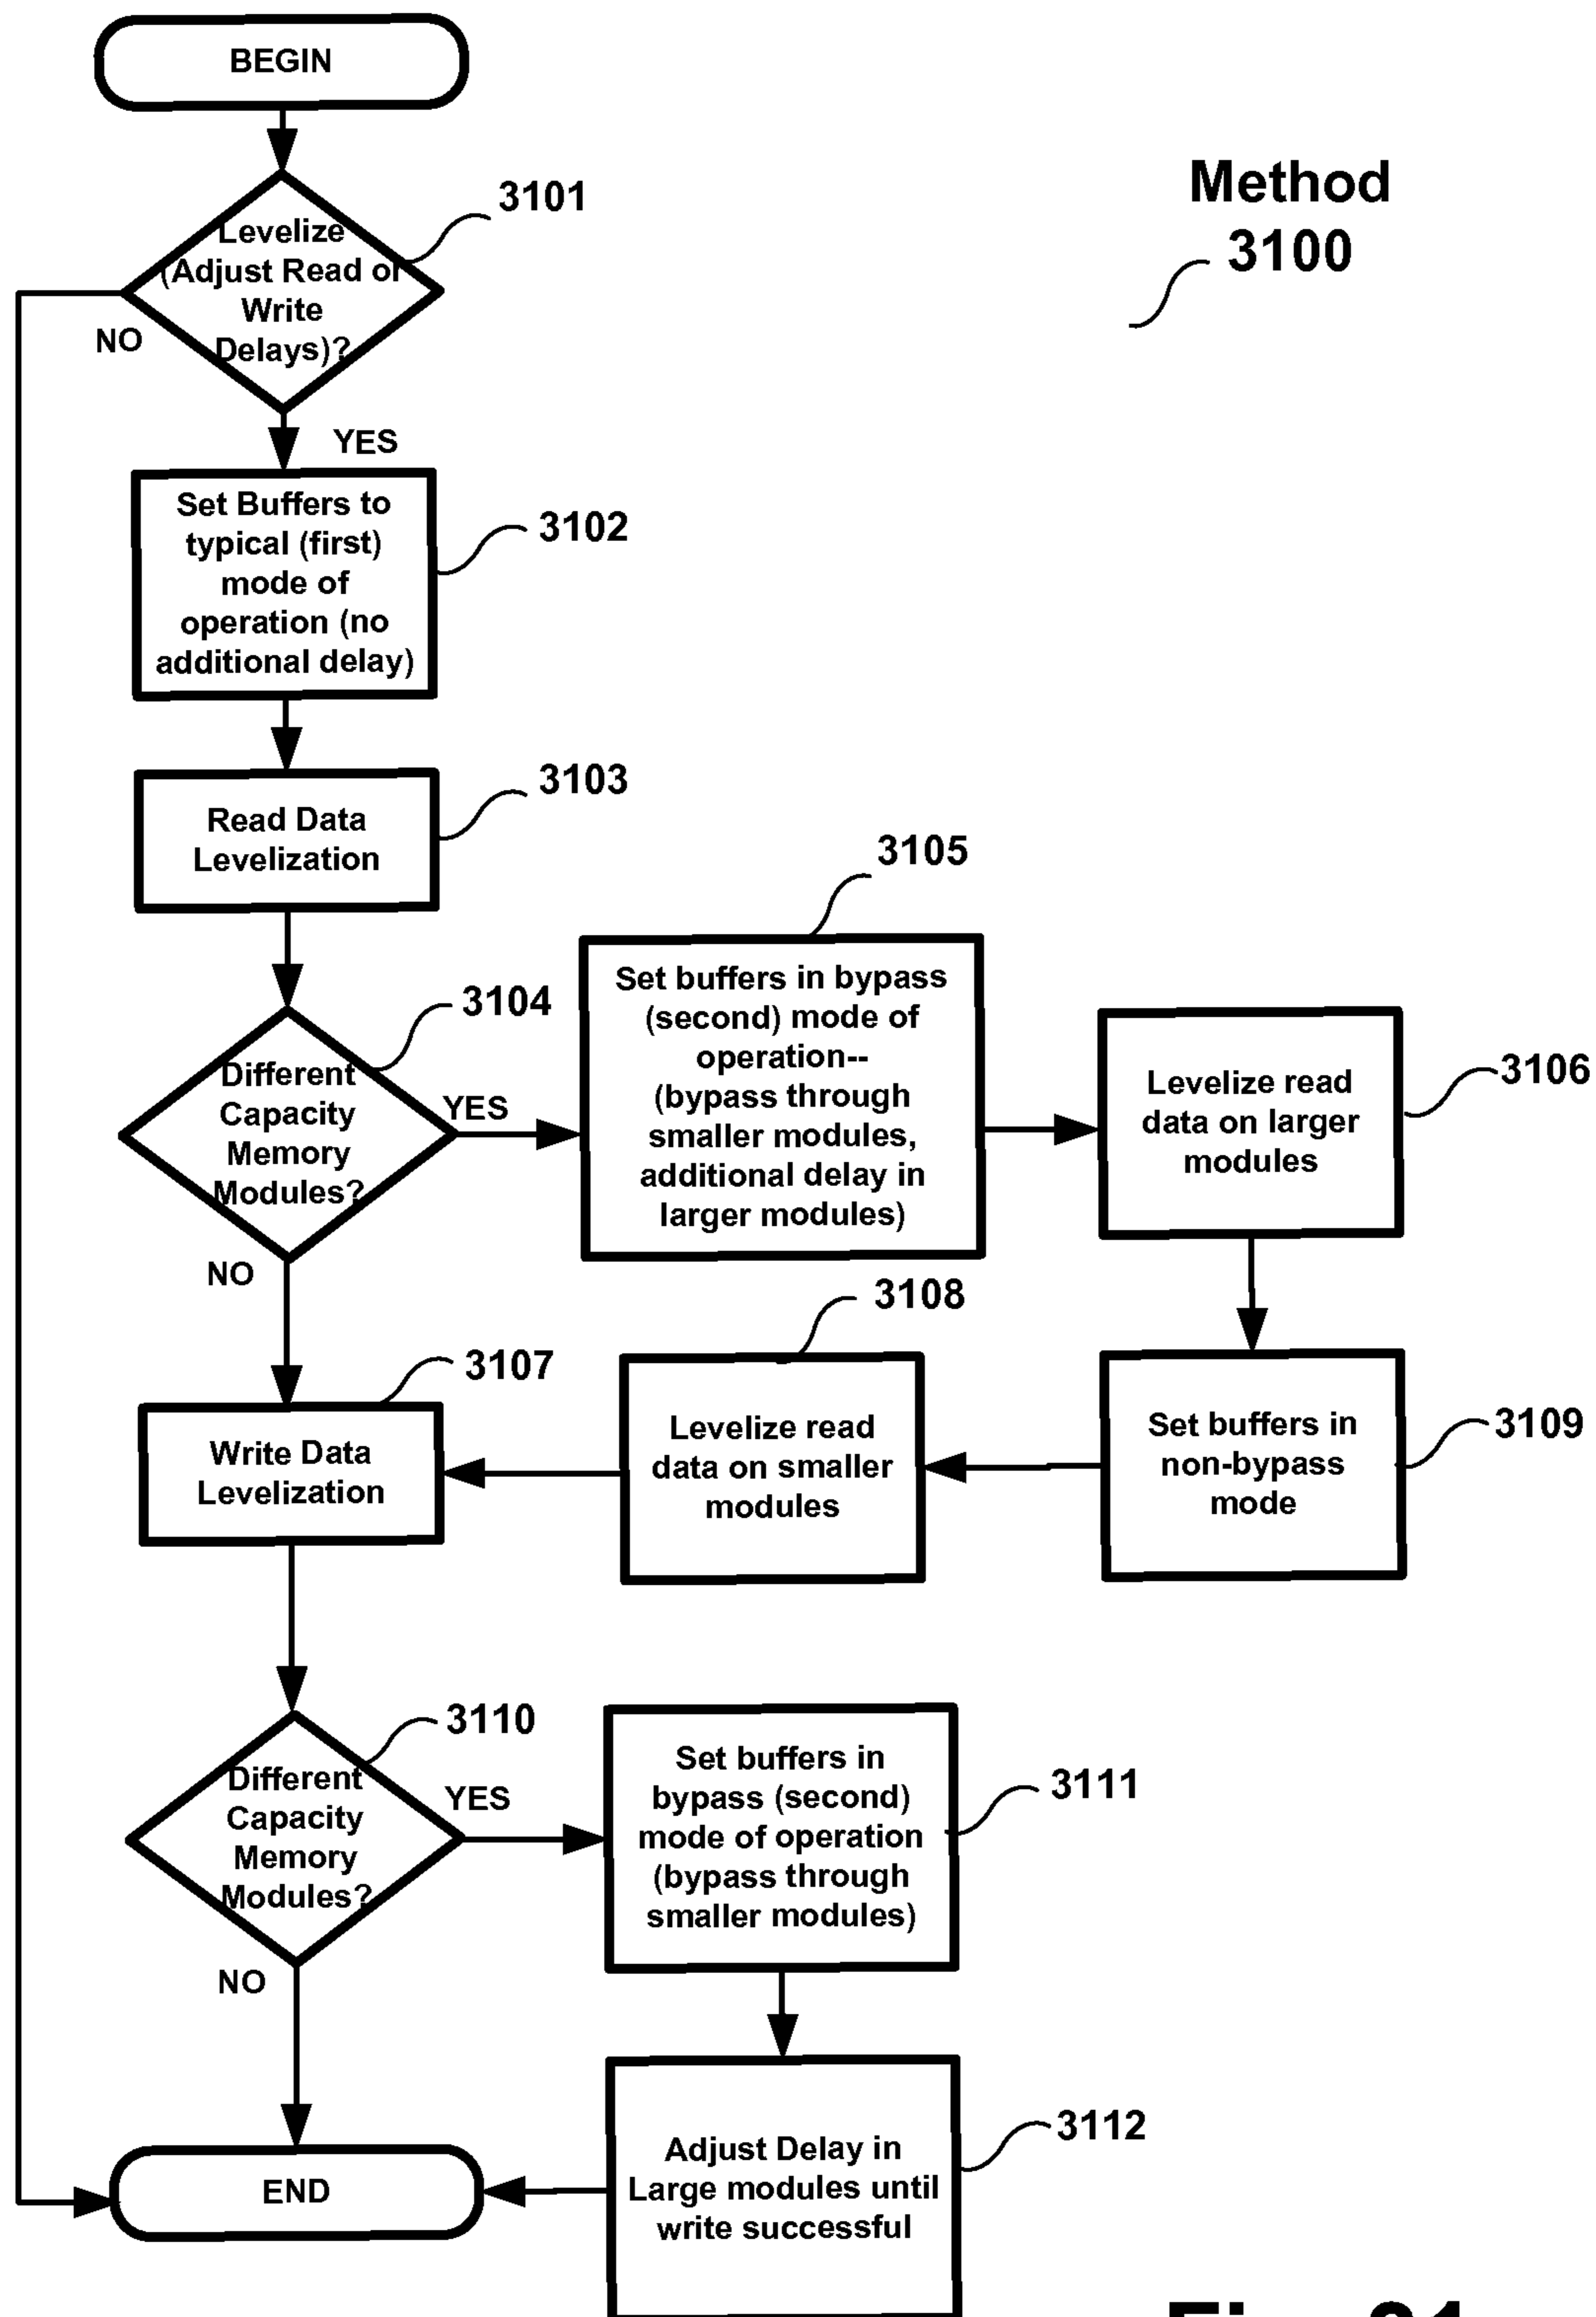 BEGIN
3101
Levelize
(Adjust Read or
Write
Delays)?
NO
YES
Method
3100
Set Buffers to
typical (first)
mode of
operation (no
additional delay)
3102
Read Data
Levelization
3103
3104
Different
Capacity
Memory
Modules?
YES
NO
3105
Set buffers in bypass
(second) mode of
operation--
(bypass through
smaller modules,
additional delay in
larger modules)
Levelize read
data on larger
modules
3106
3107
Write Data
Levelization
3108
Levelize read
data on smaller
modules
Set buffers in
non-bypass
mode
3109
3110
Different
Capacity
Memory
Modules?
YES
NO
Set buffers in
bypass (second)
mode of operation
(bypass through
smaller modules)
3111
END
Adjust Delay in
Large modules until
write successful
3112